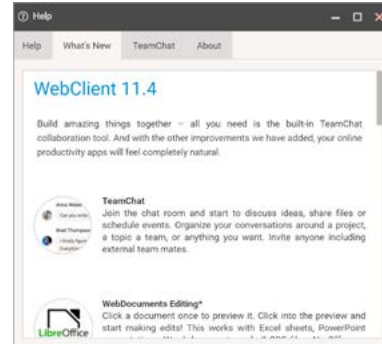 Help
Help What's New TeamChat About
WebClient 11.4
Build amazing things together – all you need is the built-in TeamChat
collaboration tool. And with the other improvements we have added, your online
productivity apps will feel completely natural.
TeamChat
Join the chat room and start to discuss ideas, share files or
schedule events. Organize your conversations around a project,
a topic a team, or anything you want. Invite anyone including
external team mates.
WebDocuments Editing*
Click a document once to preview it. Click into the preview and
start making edits! This works with Excel sheets, PowerPoint
LibreOffice